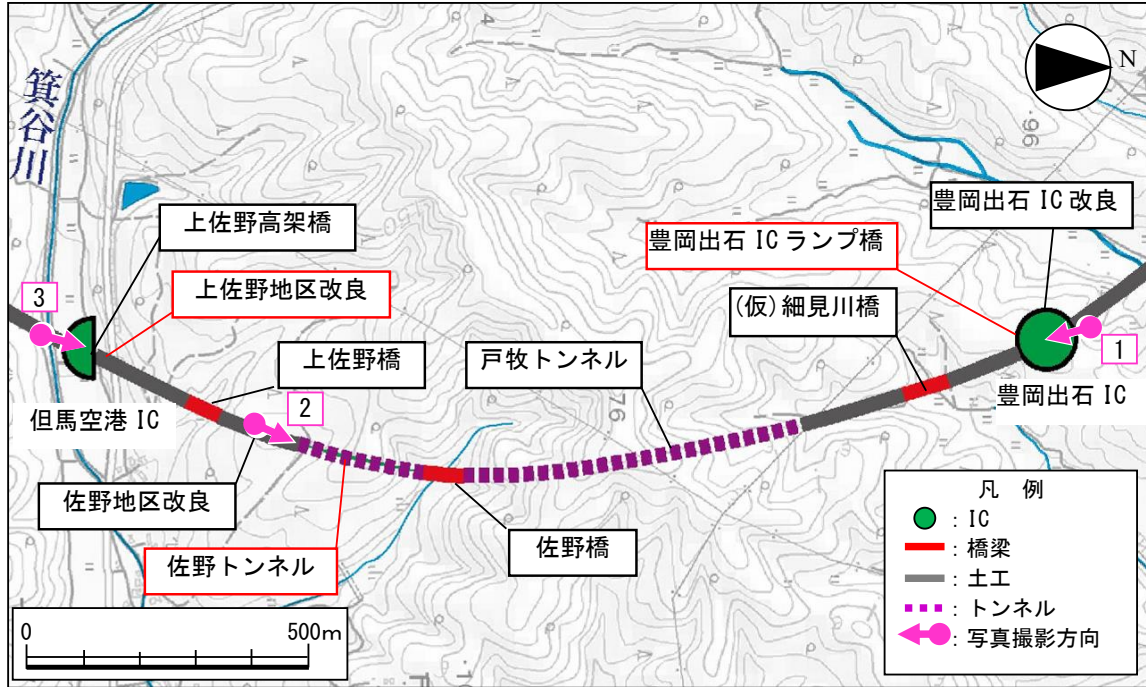 箕谷川
N
4
・96
76
豊岡出石 IC 改良
上佐野高架橋
豊岡出石 IC ランプ橋
上佐野地区改良
3
(仮)細見川橋
上佐野橋
戸牧トンネル
1
2
豊岡出石 IC
但馬空港 IC
佐野地区改良
佐野橋
佐野トンネル
凡 例
: IC
: 橋梁
: 土工
: トンネル
: 写真撮影方向
0 500m